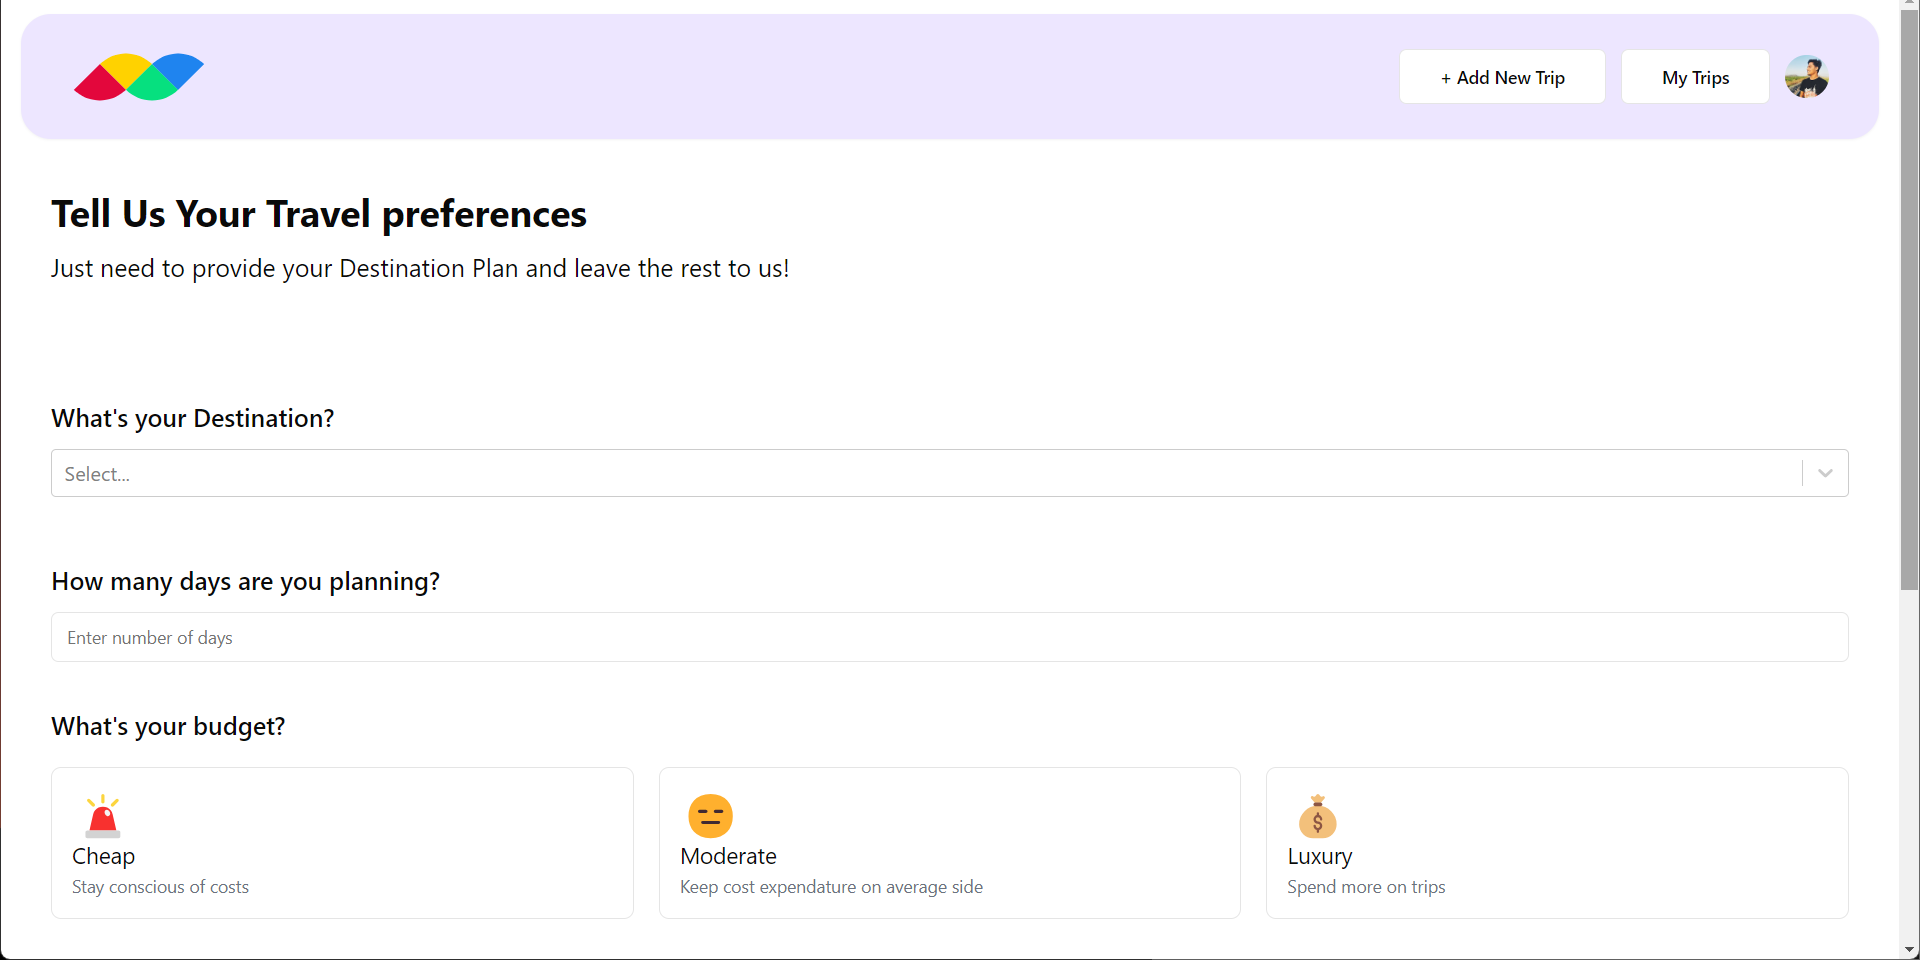 + Add New Trip
My Trips
Tell Us Your Travel preferences
Just need to provide your Destination Plan and leave the rest to us!
What's your Destination?
Select...
How many days are you planning?
Enter number of days
What's your budget?
Cheap
Stay conscious of costs
Moderate
Keep cost expendature on average side
Luxury
Spend more on trips